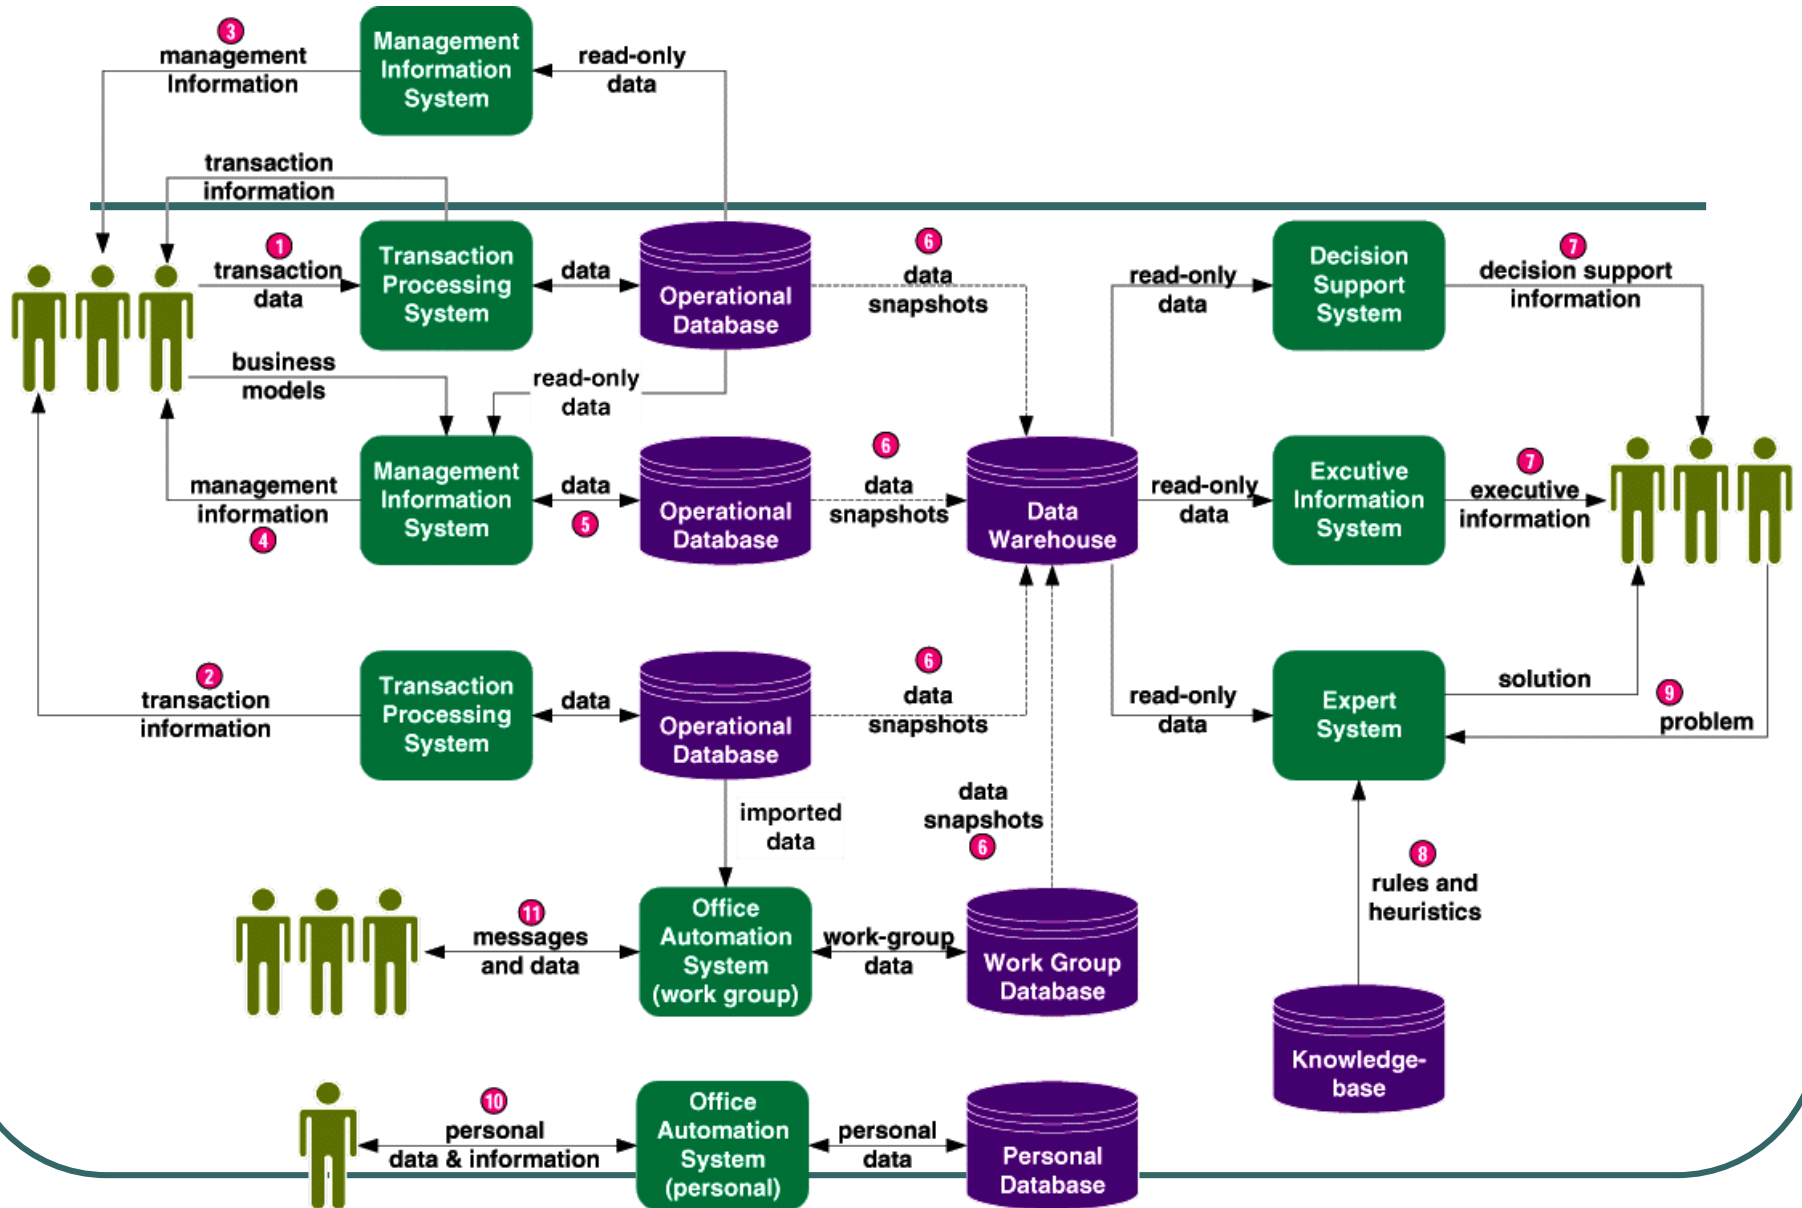 3
management
Information
Management
Information
System
read-only
data
transaction
information
1
transaction
data
Transaction
Processing
System
data
Operational
Database
6
data
snapshots
read-only
data
Decision
Support
System
7
decision support
information
business
models
read-only
data
management
information
4
Management
Information
System
data
5
Operational
Database
6
data
snapshots
Data
Warehouse
read-only
data
Excutive
Information
System
7
executive
information
2
transaction
information
Transaction
Processing
System
data
Operational
Database
6
data
snapshots
read-only
data
Expert
System
solution
9
problem
imported
data
data
snapshots
6
8
rules and
heuristics
11
messages
and data
Office
Automation
System
(work group)
work-group
data
Work Group
Database
Knowledge-
base
10
personal
data & information
Office
Automation
System
(personal)
personal
data
Personal
Database